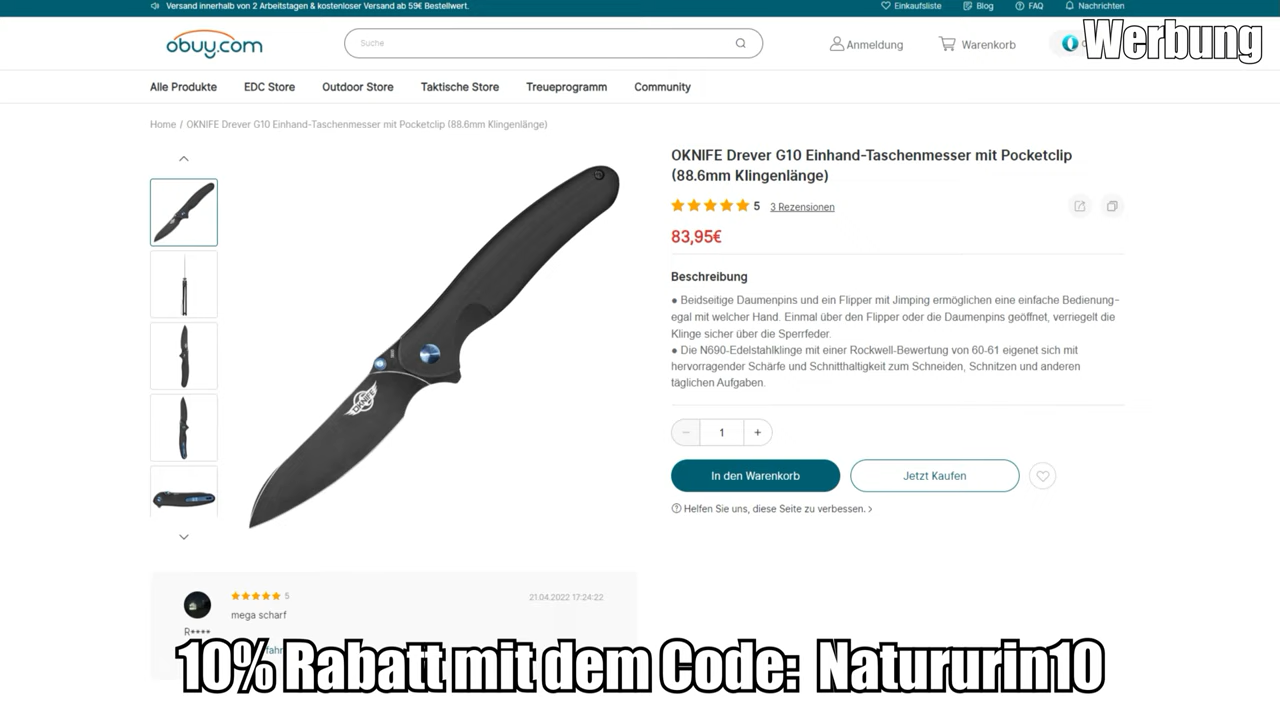 Versand innerhalb von 2 Arbeitstagen & kostenloser Versand ab 59€ Bestellwert.
Einkaufsliste
Blog
FAQ
Nachrichten
obuy.com
Suche
Anmeldung
Warenkorb
Werbung
Alle Produkte
EDC Store
Outdoor Store
Taktische Store
Treueprogramm
Community
Home / OKNIFE Drever G10 Einhand-Taschenmesser mit Pocketclip (88.6mm Klingenlänge)
OKNIFE Drever G10 Einhand-Taschenmesser mit Pocketclip
(88.6mm Klingenlänge)
5 3 Rezensionen
83,95€
Beschreibung
● Beidseitige Daumenpins und ein Flipper mit Jimping ermöglichen eine einfache Bedienung-
egal mit welcher Hand. Einmal über den Flipper oder die Daumenpins geöffnet, verriegelt die
Klinge sicher über die Sperrfeder.
● Die N690-Edelstahlklinge mit einer Rockwell-Bewertung von 60-61 eigenet sich mit
hervorragender Schärfe und Schnitthaltigkeit zum Schneiden, Schnitzen und anderen
täglichen Aufgaben.
OKNIFE
− 1 +
In den Warenkorb
Jetzt Kaufen
Helfen Sie uns, diese Seite zu verbessern. >
5
21.04.2022 17:24:22
mega scharf
R****
10% Rabatt mit dem Code: Natururin10